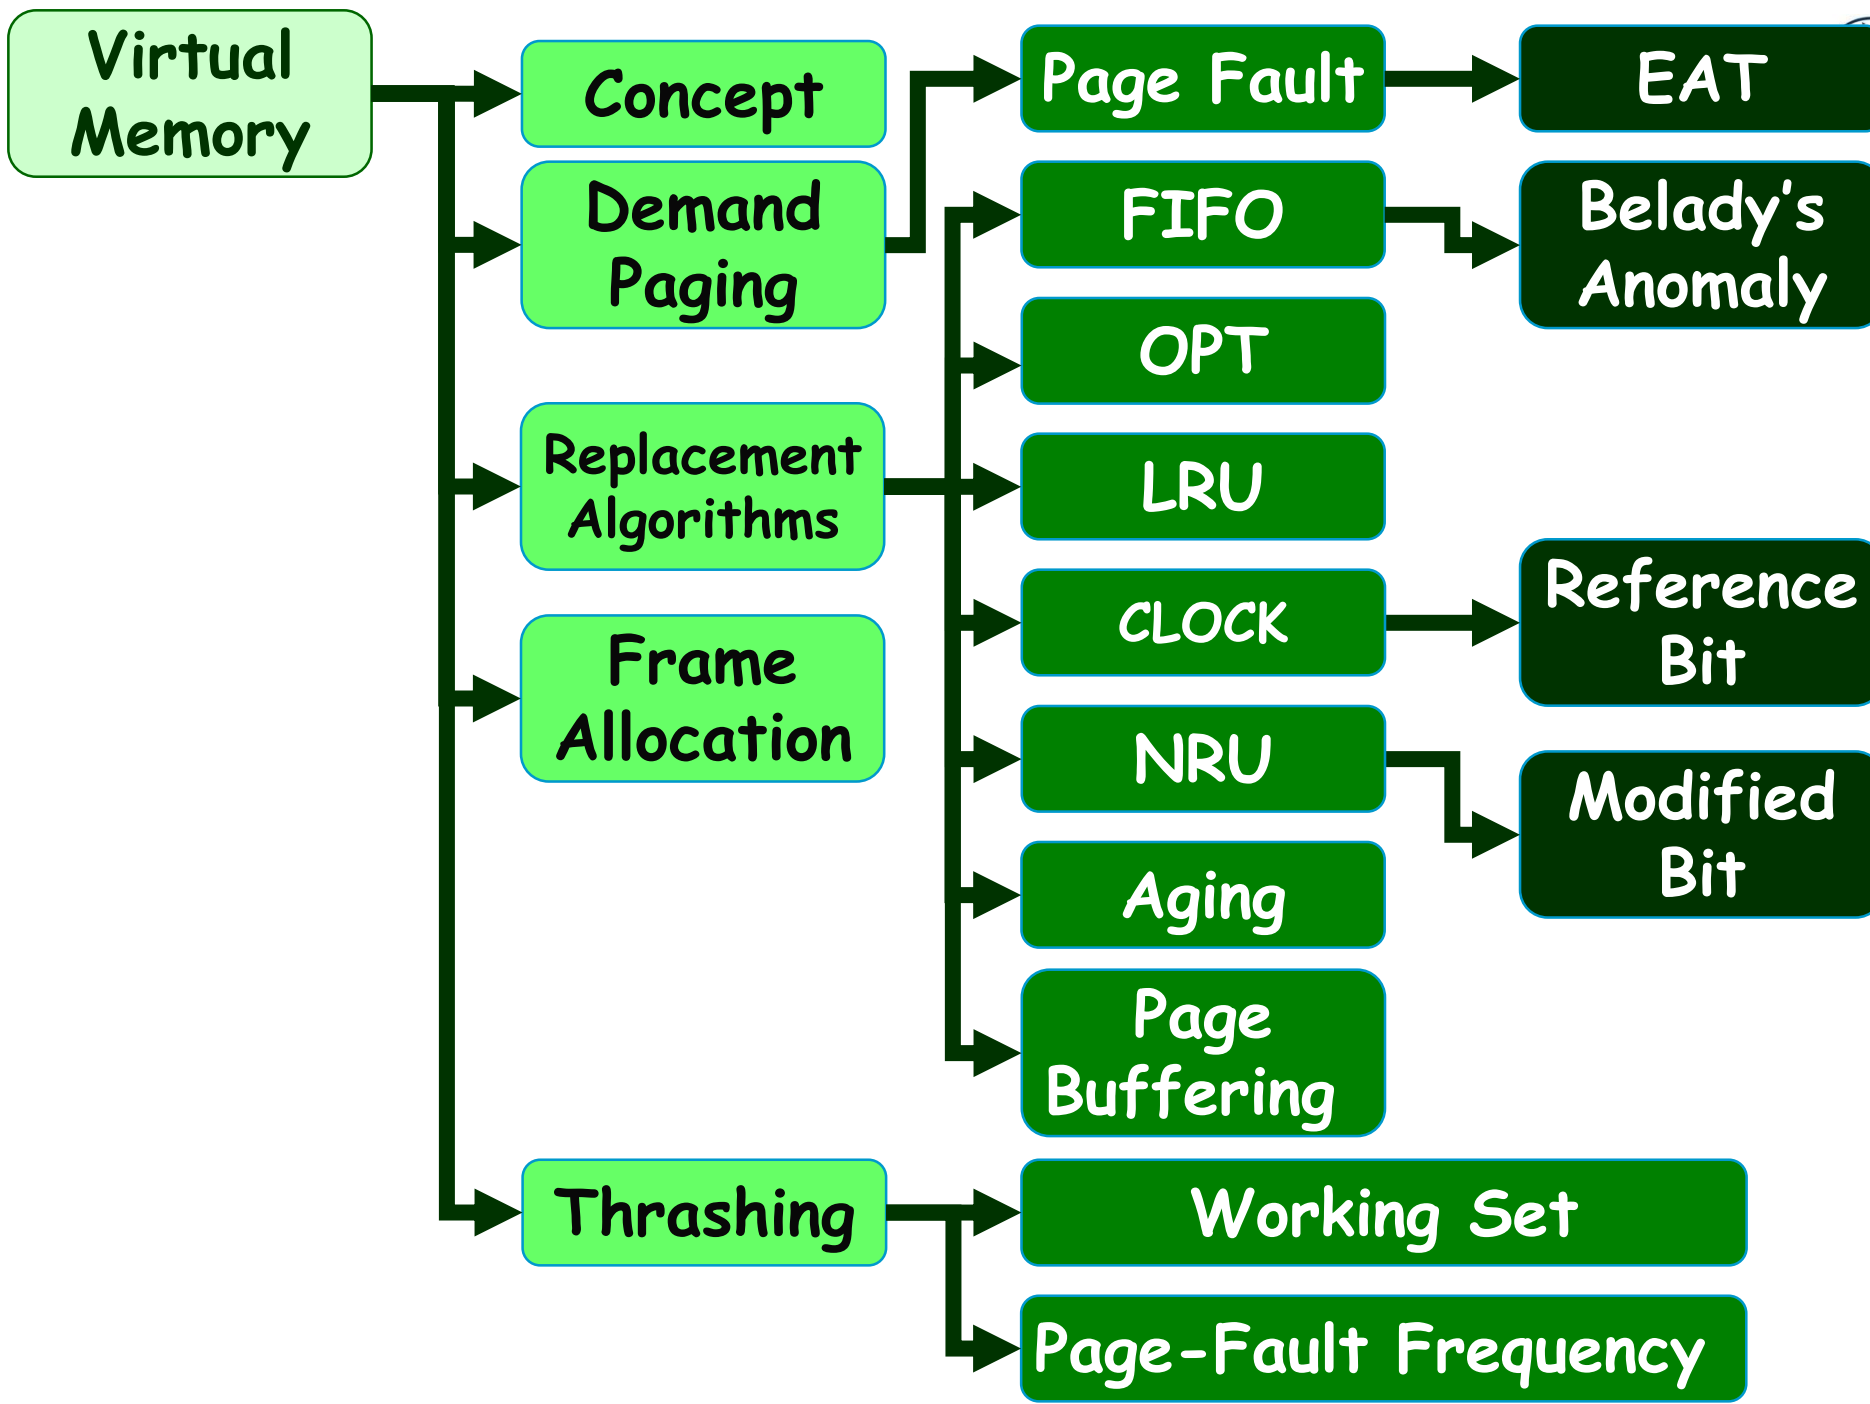 Virtual
Memory
Concept
Demand
Paging
Replacement
Algorithms
Frame
Allocation
Thrashing
Page Fault
FIFO
OPT
LRU
CLOCK
NRU
Aging
Page
Buffering
Working Set
Page-Fault Frequency
EAT
Belady's
Anomaly
Reference
Bit
Modified
Bit